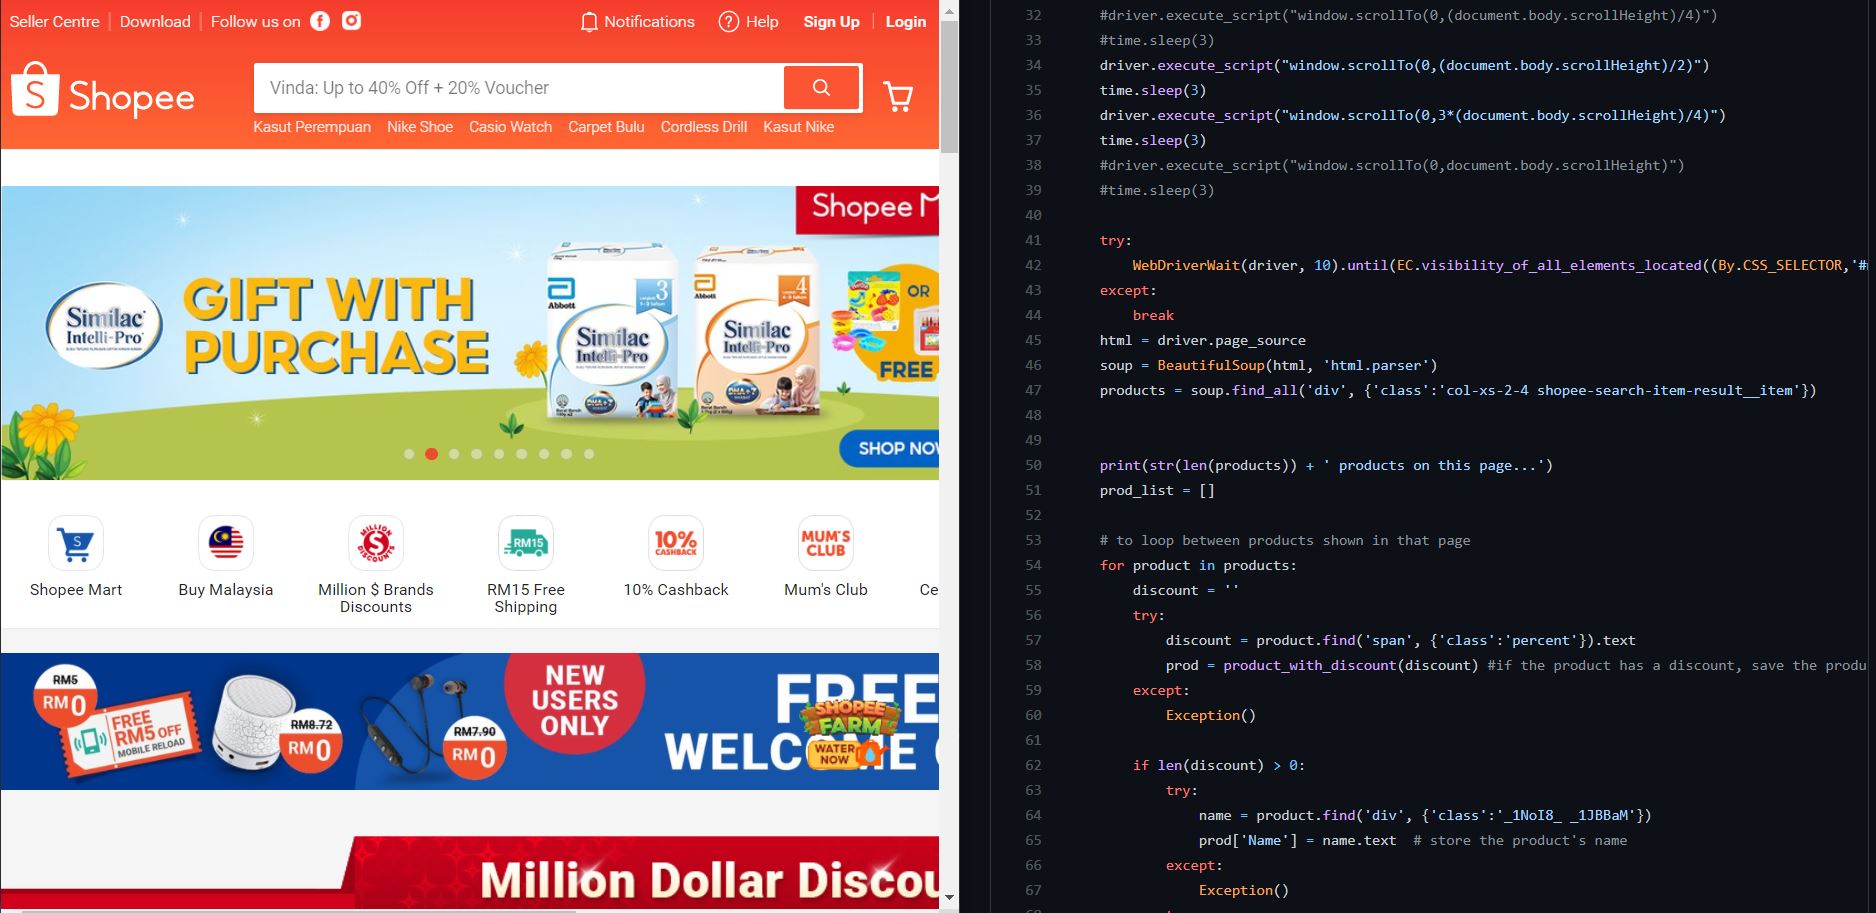 Seller Centre Download Follow us on
Notifications Help Sign Up Login
S Shopee
Vinda: Up to 40% Off + 20% Voucher
Kasut Perempuan Nike Shoe Casio Watch Carpet Bulu Cordless Drill Kasut Nike
Shopee M
Similac
Intelli-Pro
GIFT WITH
PURCHASE
Abbott
3
Similac
Intelli-Pro
DHA+7
Abbott
4
Similac
Intelli-Pro
DHA+7
OR
FREE
SHOP NOW
S
MILLION
S
DISCOUNTS
RM15
10%
CASHBACK
MUM'S
CLUB
Shopee Mart
Buy Malaysia
Million $ Brands
Discounts
RM15 Free
Shipping
10% Cashback
Mum's Club
Ce
RM5
RM0
FREE
RM5 OFF
MOBILE RELOAD
RM8.72
RM0
RM7.90
RM0
NEW
USERS
ONLY
FREE
WELCOME
SHOPEE
FARM
WATER
NOW
Million Dollar Discou
32 #driver.execute_script("window.scrollTo(0,(document.body.scrollHeight)/4)")
33 #time.sleep(3)
34 driver.execute_script("window.scrollTo(0,(document.body.scrollHeight)/2)")
35 time.sleep(3)
36 driver.execute_script("window.scrollTo(0,3*(document.body.scrollHeight)/4)")
37 time.sleep(3)
38 #driver.execute_script("window.scrollTo(0,document.body.scrollHeight)")
39 #time.sleep(3)
40
41 try:
42 WebDriverWait(driver, 10).until(EC.visibility_of_all_elements_located((By.CSS_SELECTOR,'#
43 except:
44 break
45 html = driver.page_source
46 soup = BeautifulSoup(html, 'html.parser')
47 products = soup.find_all('div', {'class':'col-xs-2-4 shopee-search-item-result__item'})
48
49
50 print(str(len(products)) + ' products on this page...')
51 prod_list = []
52
53 # to loop between products shown in that page
54 for product in products:
55 discount = ''
56 try:
57 discount = product.find('span', {'class':'percent'}).text
58 prod = product_with_discount(discount) #if the product has a discount, save the produ
59 except:
60 Exception()
61
62 if len(discount) > 0:
63 try:
64 name = product.find('div', {'class':'_1NoI8_ _1JBBaM'})
65 prod['Name'] = name.text # store the product's name
66 except:
67 Exception()